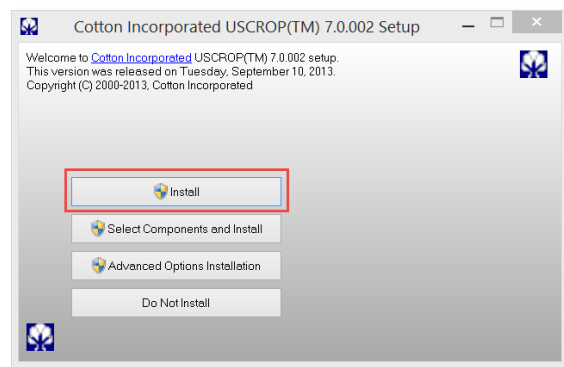 Cotton Incorporated USCROP(TM) 7.0.002 Setup
Welcome to Cotton Incorporated USCROP(TM) 7.0.002 setup.
This version was released on Tuesday, September 10, 2013.
Copyright (C) 2000-2013, Cotton Incorporated
Install
Select Components and Install
Advanced Options Installation
Do Not Install